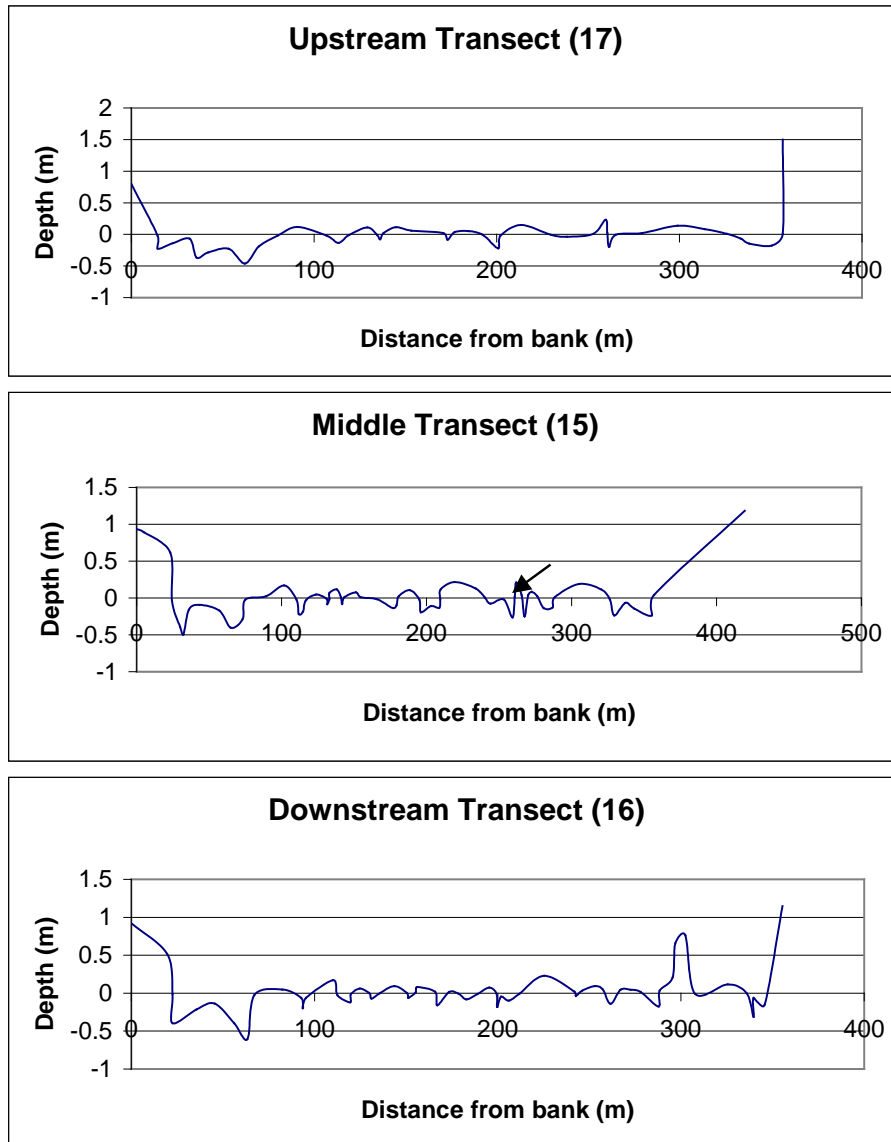 Upstream Transect (17)
2
1.5
1
0.5
0
-0.5
-1
0 100 200 300 400
Depth (m)
Distance from bank (m)
Middle Transect (15)
1.5
1
0.5
0
-0.5
-1
0 100 200 300 400 500
Depth (m)
Distance from bank (m)
Downstream Transect (16)
1.5
1
0.5
0
-0.5
-1
0 100 200 300 400
Depth (m)
Distance from bank (m)